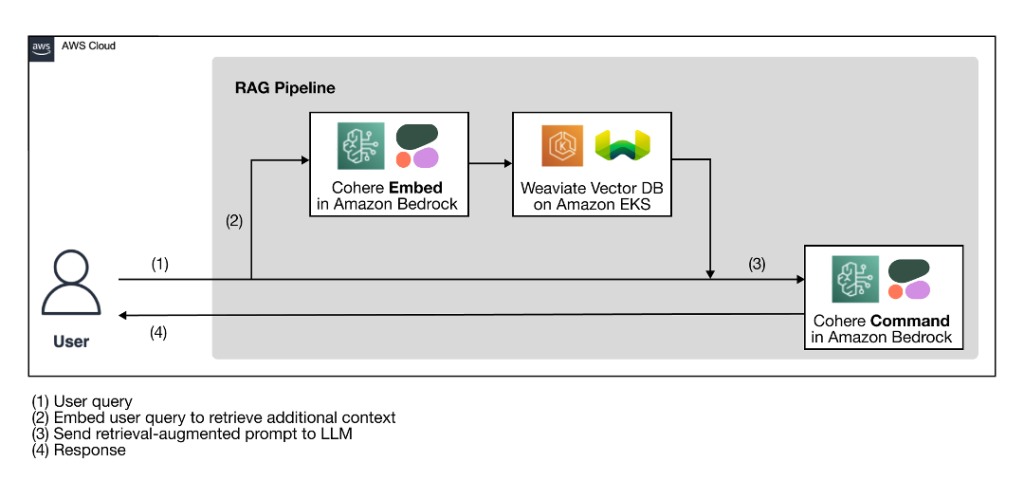 aws
AWS Cloud
RAG Pipeline
Cohere Embed
in Amazon Bedrock
Weaviate Vector DB
on Amazon EKS
(2)
(1)
(3)
Cohere Command
in Amazon Bedrock
(4)
User
(1) User query
(2) Embed user query to retrieve additional context
(3) Send retrieval-augmented prompt to LLM
(4) Response